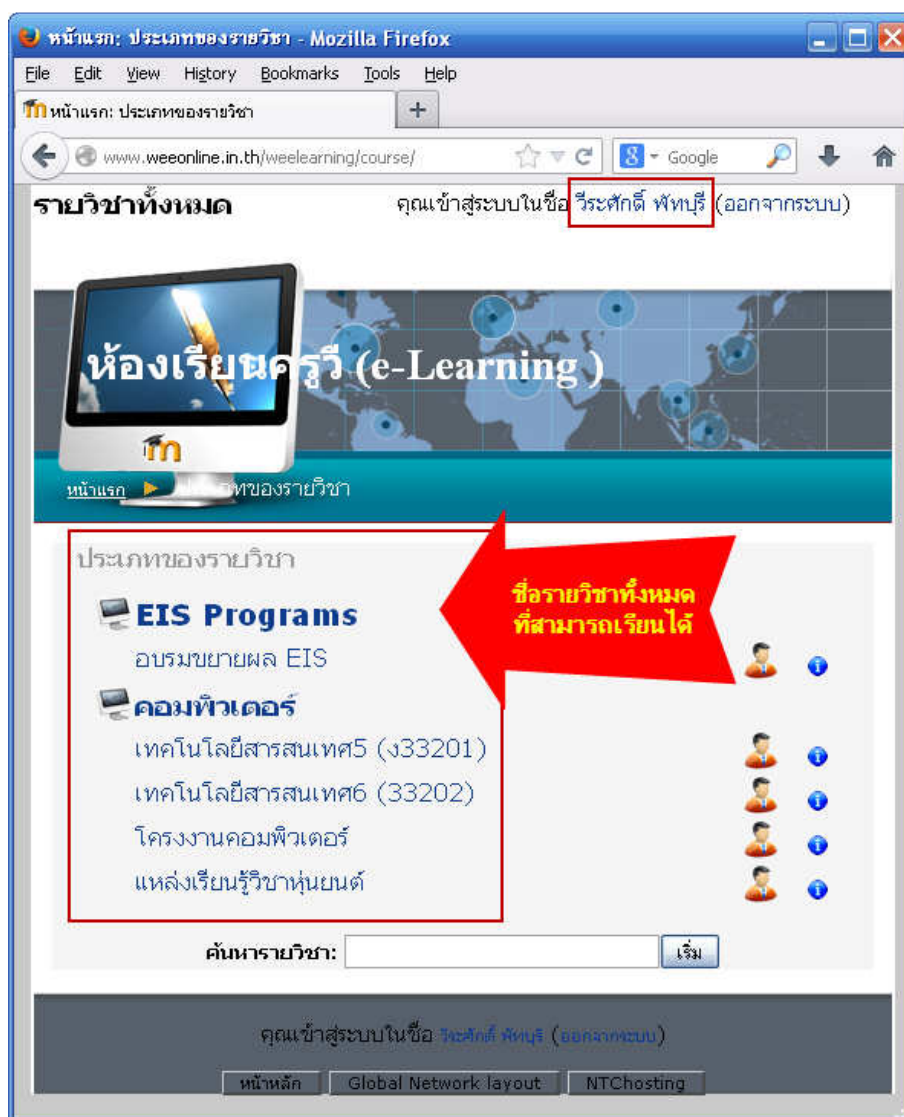 หน้าแรก: ประเภทของรายวิชา - Mozilla Firefox
File Edit View History Bookmarks Tools Help
หน้าแรก: ประเภทของรายวิชา +
www.weeonline.in.th/weelearning/course/ 8 Google
รายวิชาทั้งหมด คุณเข้าสู่ระบบในชื่อ วีระศักดิ์ พัทบุรี (ออกจากระบบ)
ห้องเรียนครูวี (e-Learning )
หน้าแรก ประเภทของรายวิชา
ประเภทของรายวิชา
ชื่อรายวิชาทั้งหมด
ที่สามารถเรียนได้
EIS Programs
อบรมขยายผล EIS
คอมพิวเตอร์
เทคโนโลยีสารสนเทศ5 (ง33201)
เทคโนโลยีสารสนเทศ6 (33202)
โครงงานคอมพิวเตอร์
แหล่งเรียนรู้วิชาหุ่นยนต์
ค้นหารายวิชา: เริ่ม
คุณเข้าสู่ระบบในชื่อ วีระศักดิ์ พัทบุรี (ออกจากระบบ)
หน้าหลัก Global Network layout NTChosting